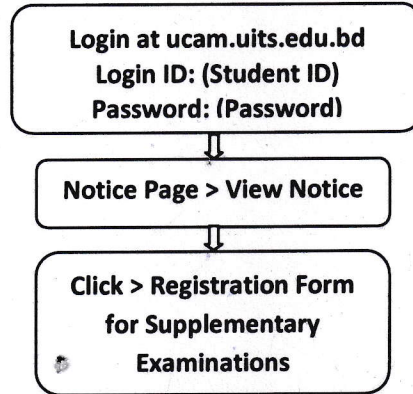 Login at ucam.uits.edu.bd
Login ID: (Student ID)
Password: (Password)
Notice Page > View Notice
Click > Registration Form
for Supplementary
Examinations